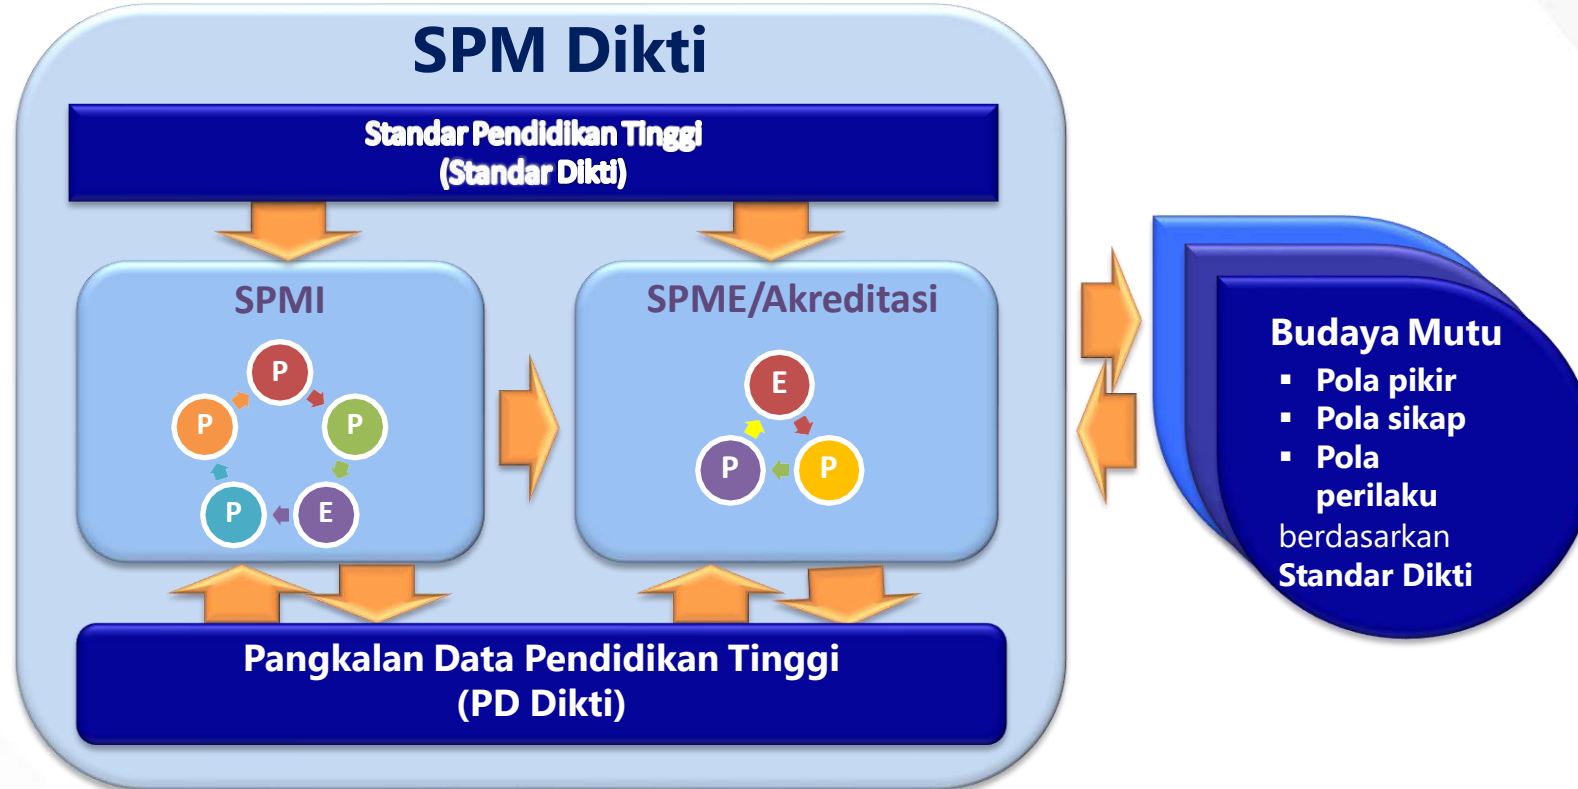 SPM Dikti
Standar Pendidikan Tinggi
(Standar Dikti)
SPMI
P
P
E
P
P
SPME/Akreditasi
E
P
P
Pangkalan Data Pendidikan Tinggi
(PD Dikti)
Budaya Mutu
▪ Pola pikir
▪ Pola sikap
▪ Pola
perilaku
berdasarkan
Standar Dikti